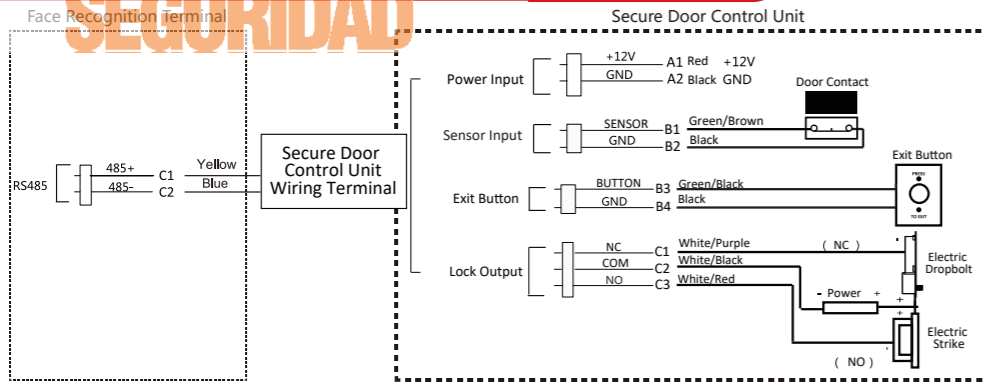 SEGURIDAD
Face Recognition Terminal
Secure Door Control Unit
RS485
485+ C1 Yellow
485- C2 Blue
Secure Door
Control Unit
Wiring Terminal
Power Input
+12V A1 Red +12V
GND A2 Black GND
Door Contact
Sensor Input
SENSOR B1 Green/Brown
GND B2 Black
Exit Button
PRESS
TO EXIT
Exit Button
BUTTON B3 Green/Black
GND B4 Black
Lock Output
NC C1 White/Purple ( NC ) -
COM C2 White/Black
NO C3 White/Red
Electric
Dropbolt
- Power + +
+
-
Electric
Strike
( NO )